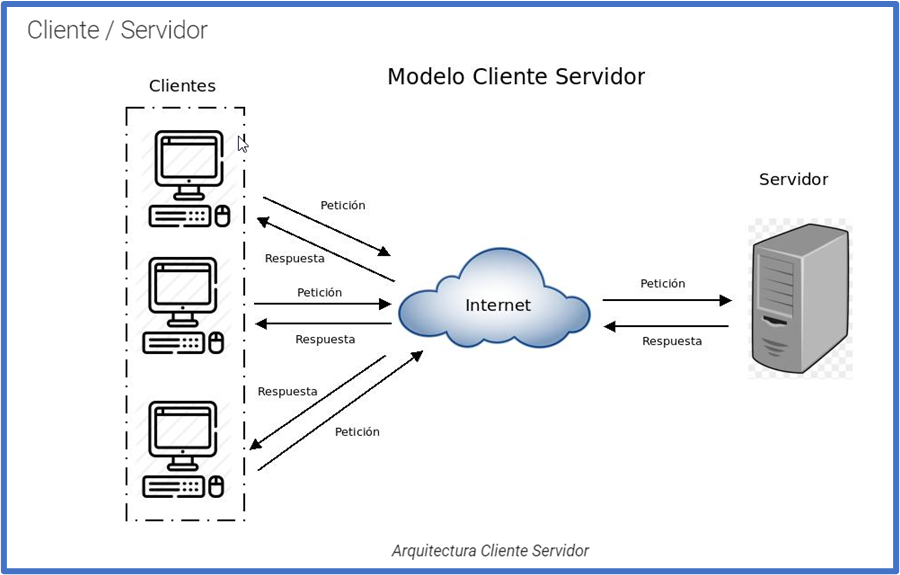 Cliente / Servidor
Modelo Cliente Servidor
Clientes
Servidor
Petición
Respuesta
Petición
Respuesta
Respuesta
Petición
Internet
Petición
Respuesta
Arquitectura Cliente Servidor